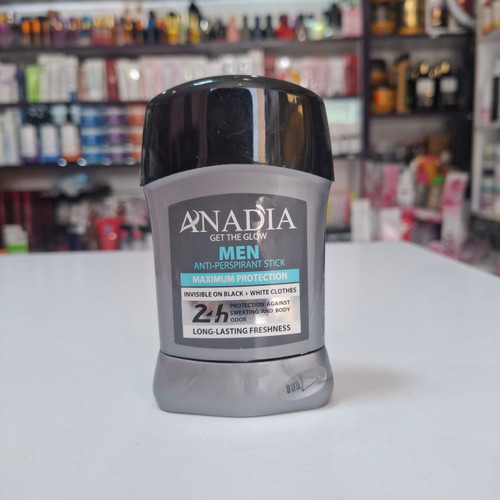 ANADIA
GET THE GLOW
MEN
ANTI-PERSPIRANT STICK
MAXIMUM PROTECTION
INVISIBLE ON BLACK + WHITE CLOTHES
24h PROTECTION AGAINST
SWEATING AND BODY
ODOR
LONG-LASTING FRESHNESS